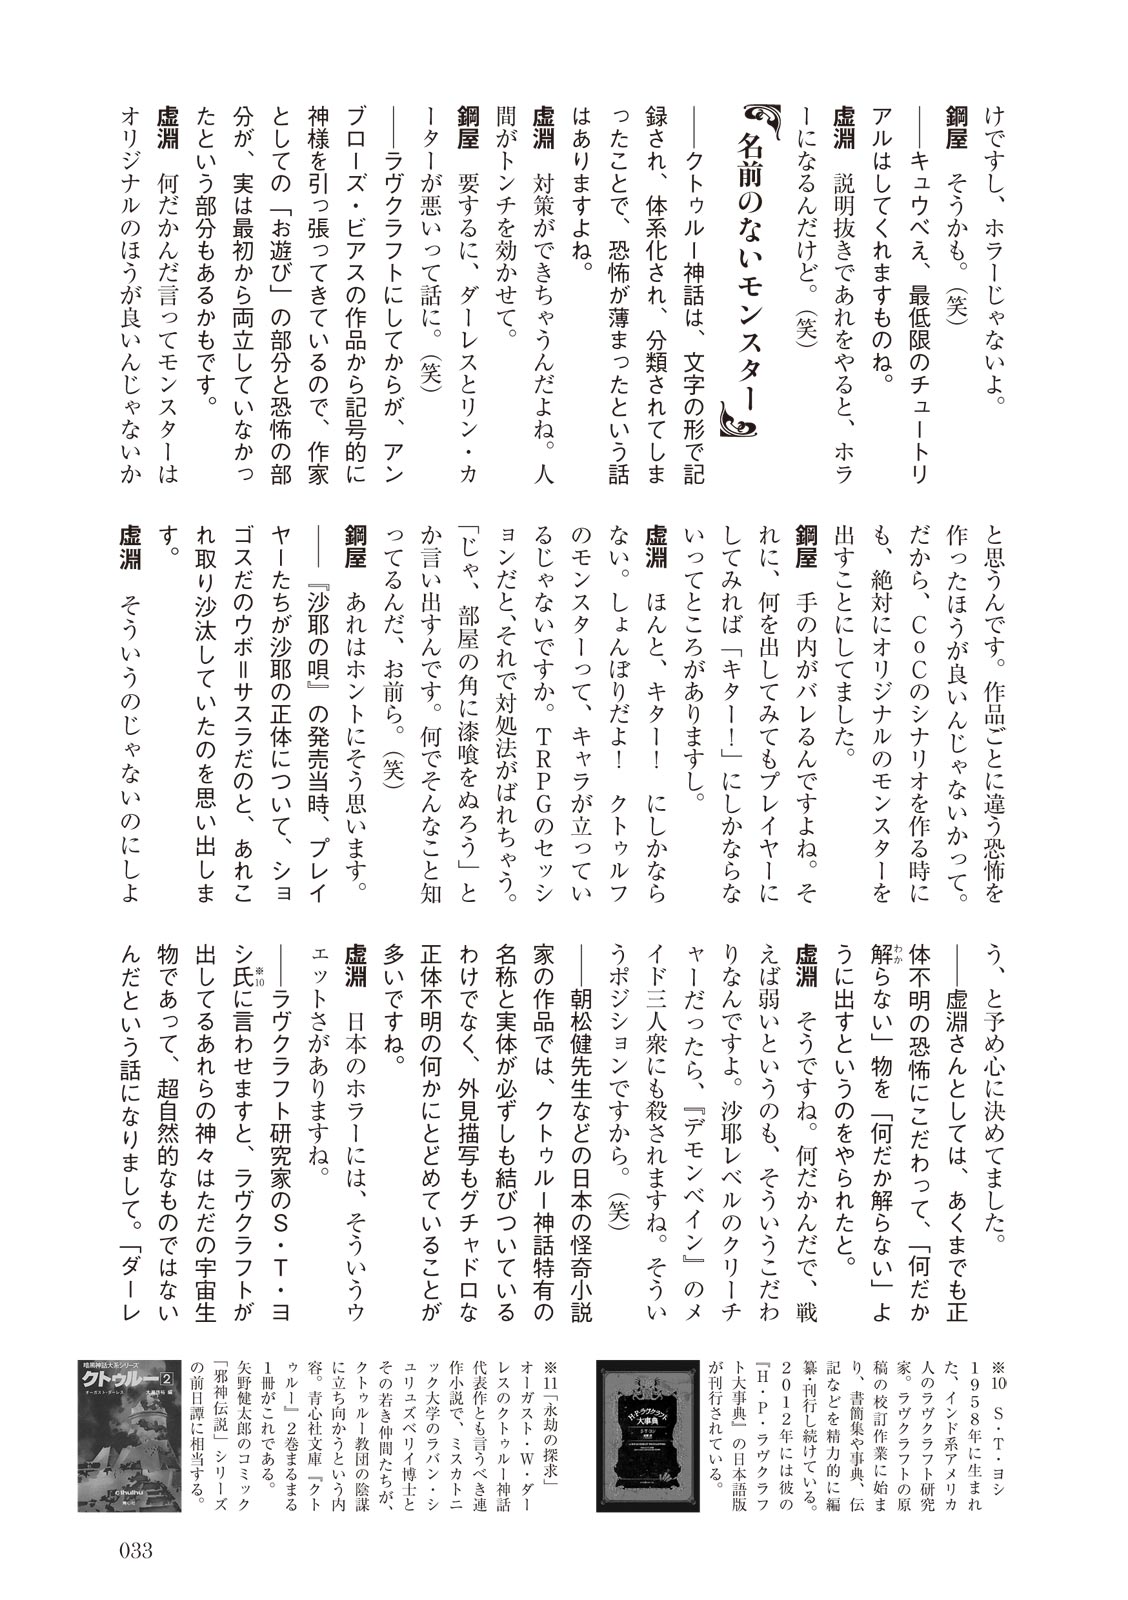 けですし、ホラーじゃないよ。
鋼屋　そうかも。（笑）
――キュウべえ、最低限のチュートリ
アルはしてくれますものね。
虚淵　説明抜きであれをやると、ホラ
ーになるんだけど。（笑）
名前のないモンスター
――クトゥルー神話は、文字の形で記
録され、体系化され、分類されてしま
ったことで、恐怖が薄まったという話
はありますよね。
虚淵　対策ができちゃうんだよね。人
間がトンチを効かせて。
鋼屋　要するに、ダーレスとリン・カ
ーターが悪いって話に。（笑）
――ラヴクラフトにしてからが、アン
ブローズ・ビアスの作品から記号的に
神様を引っ張ってきているので、作家
としての「お遊び」の部分と恐怖の部
分が、実は最初から両立していなかっ
たという部分もあるかもです。
虚淵　何だかんだ言ってモンスターは
オリジナルのほうが良いんじゃないか
と思うんです。作品ごとに違う恐怖を
作ったほうが良いんじゃないかって。
だから、CoCのシナリオを作る時に
も、絶対にオリジナルのモンスターを
出すことにしてました。
鋼屋　手の内がバレるんですよね。そ
れに、何を出してみてもプレイヤーに
してみれば「キター！」にしかならな
いってところがありますし。
虚淵　ほんと、キター！　にしかなら
ない。しょんぼりだよ！　クトゥルフ
のモンスターって、キャラが立ってい
るじゃないですか。TRPGのセッシ
ョンだと、それで対処法がばれちゃう。
「じゃ、部屋の角に漆喰をぬろう」と
か言い出すんです。何でそんなこと知
ってるんだ、お前ら。（笑）
鋼屋　あれはホントにそう思います。
――『沙耶の唄』の発売当時、プレイ
ヤーたちが沙耶の正体について、ショ
ゴスだのウボ＝サスラだのと、あれこ
れ取り沙汰していたのを思い出しま
す。
虚淵　そういうのじゃないのにしよ
う、と予め心に決めてました。
――虚淵さんとしては、あくまでも正
体不明の恐怖にこだわって、「何だか
解らない」物を「何だか解らない」よ
わか
うに出すというのをやられたと。
虚淵　そうですね。何だかんだで、戦
えば弱いというのも、そういうこだわ
りなんですよ。沙耶レベルのクリーチ
ャーだったら、『デモンベイン』のメ
イド三人衆にも殺されますね。そうい
うポジションですから。（笑）
――朝松健先生などの日本の怪奇小説
家の作品では、クトゥルー神話特有の
名称と実体が必ずしも結びついている
わけでなく、外見描写もグチャドロな
正体不明の何かにとどめていることが
多いですね。
虚淵　日本のホラーには、そういうウ
ェットさがありますね。
――ラヴクラフト研究家のS・T・ヨ
シ氏に言わせますと、ラヴクラフトが
※10
出してるあれらの神々はただの宇宙生
物であって、超自然的なものではない
んだという話になりまして。「ダーレ
※10　S・T・ヨシ
1958年に生まれ
た、インド系アメリカ
人のラヴクラフト研究
家。ラヴクラフトの原
稿の校訂作業に始ま
り、書簡集や事典、伝
記などを精力的に編
纂・刊行し続けている。
2012年には彼の
『H・P・ラヴクラフ
ト大事典』の日本語版
が刊行されている。
H・P・ラヴクラフト
大事典
※11「永劫の探求」
オーガスト・W・ダー
レスのクトゥルー神話
代表作とも言うべき連
作小説で、ミスカトニ
ック大学のラバン・シ
ュリュズベリイ博士と
その若き仲間たちが、
クトゥルー教団の陰謀
に立ち向かうという内
容。青心社文庫『クト
ゥルー』2巻まるまる
1冊がこれである。
矢野健太郎のコミック
「邪神伝説」シリーズ
の前日譚に相当する。
暗黒神話大系シリーズ
クトゥルー2
オーガスト・ダーレス
大瀧啓裕 編
cthulhu
青心社
033